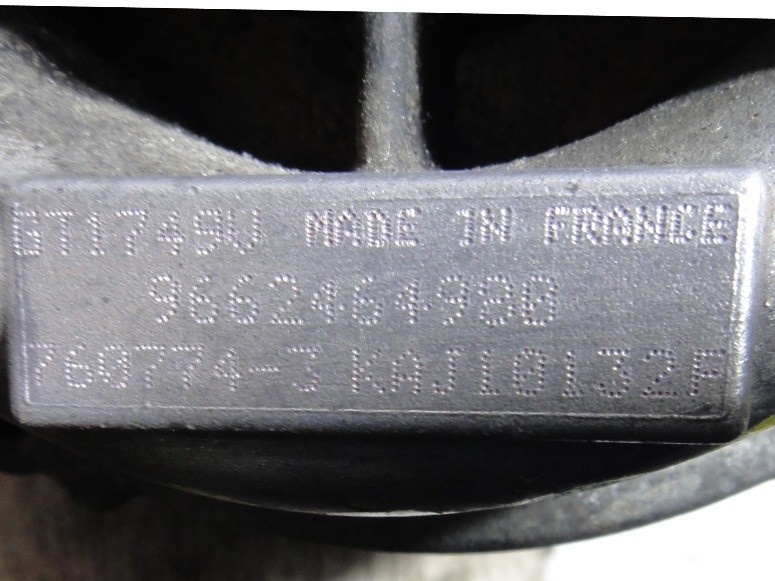 GT1749V MADE IN FRANCE
9662464980
760774-3 KAJ10132F